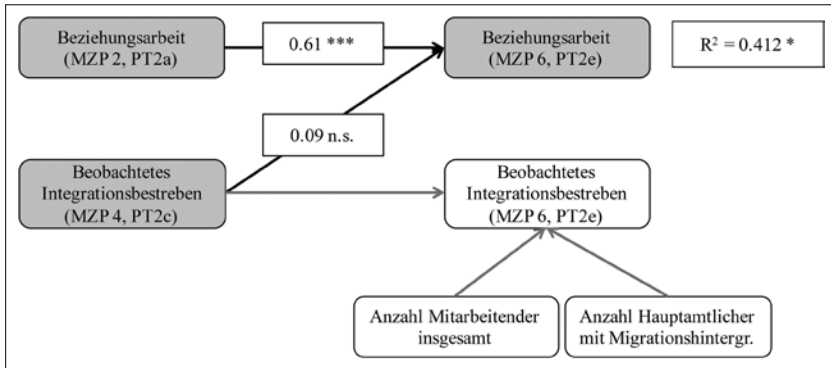 Beziehungsarbeit
(MZP 2, PT2a)
0.61 ***
Beziehungsarbeit
(MZP 6, PT2e)
R² = 0.412 *
0.09 n.s.
Beobachtetes
Integrationsbestreben
(MZP 4, PT2c)
Beobachtetes
Integrationsbestreben
(MZP 6, PT2e)
Anzahl Mitarbeitender
insgesamt
Anzahl Hauptamtlicher
mit Migrationshintergr.